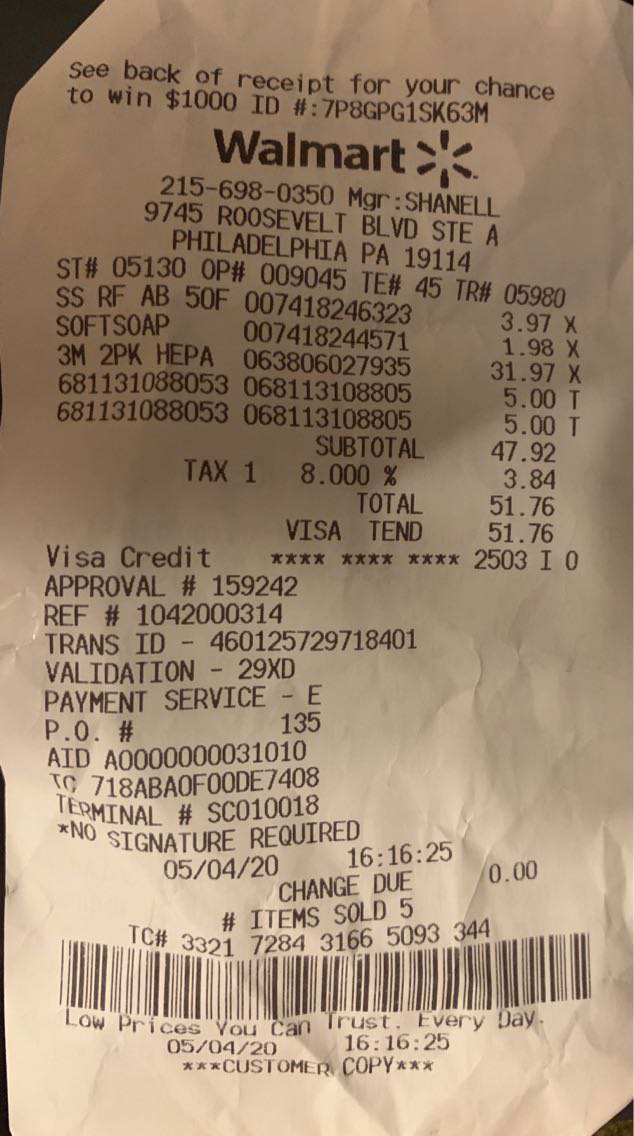 See back of receipt for your chance
to win $1000 ID #:7P8GPG1SK63M
Walmart
215-698-0350 Mgr:SHANELL
9745 ROOSEVELT BLVD STE A
PHILADELPHIA PA 19114
ST# 05130 OP# 009045 TE# 45 TR# 05980
SS RF AB 50F 007418246323 3.97 X
SOFTSOAP 007418244571 1.98 X
3M 2PK HEPA 063806027935 31.97 X
681131088053 068113108805 5.00 T
681131088053 068113108805 5.00 T
SUBTOTAL 47.92
TAX 1 8.000 % 3.84
TOTAL 51.76
VISA TEND 51.76
Visa Credit **** **** **** 2503 I 0
APPROVAL # 159242
REF # 1042000314
TRANS ID - 460125729718401
VALIDATION - 29XD
PAYMENT SERVICE - E
P.O. # 135
AID A0000000031010
TC 718ABA0F00DE7408
TERMINAL # SC010018
*NO SIGNATURE REQUIRED
05/04/20 16:16:25
CHANGE DUE 0.00
# ITEMS SOLD 5
TC# 3321 7284 3166 5093 344
Low Prices You Can Trust. Every Day.
05/04/20 16:16:25
***CUSTOMER COPY***